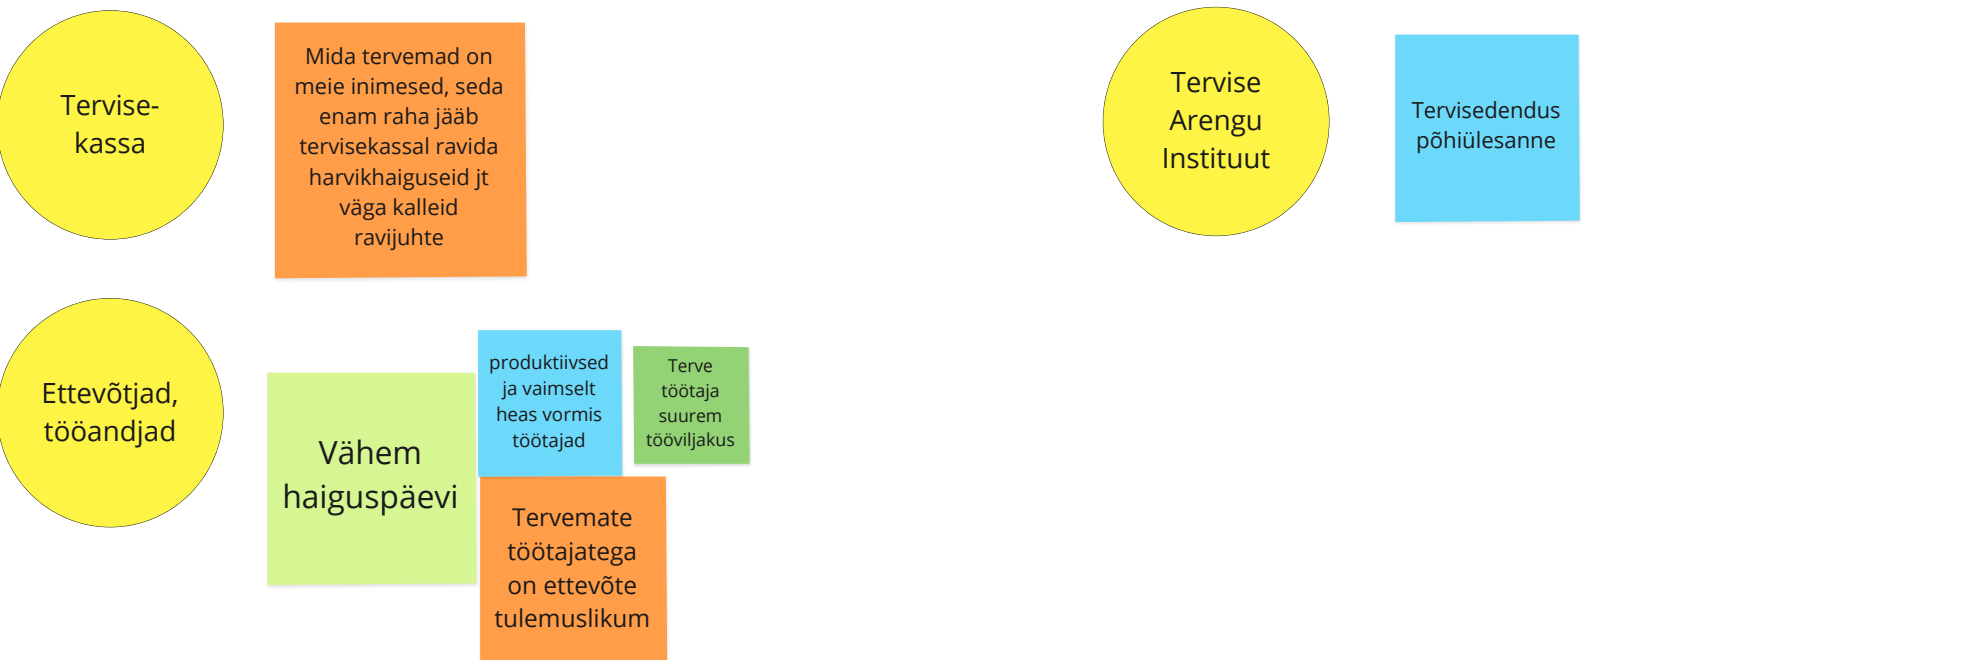 Tervise-
kassa
Mida tervemad on
meie inimesed, seda
enam raha jääb
tervisekassal ravida
harvikhaiguseid jt
väga kalleid
ravijuhte
Tervise
Arengu
Instituut
Tervisedendus
põhiülesanne
Ettevõtjad,
tööandjad
Vähem
haiguspäevi
produktiivsed
ja vaimselt
heas vormis
töötajad
Terve
töötaja
suurem
tööviljakus
Tervemate
töötajatega
on ettevõte
tulemuslikum